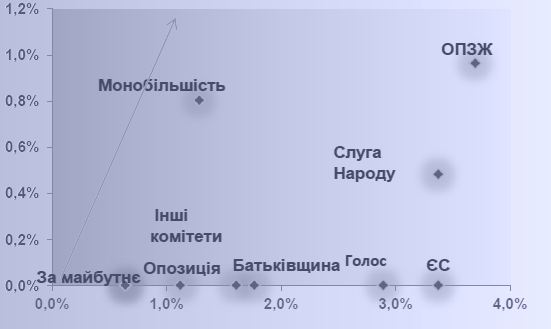 1,2%
1,0%
ОПЗЖ
Монобільшість
0,8%
0,6%
Слуга
Народу
0,4%
Інші
комітети
0,2%
За майбутнє
Опозиція
Батьківщина
Голос
ЄС
0,0%
0,0%
1,0%
2,0%
3,0%
4,0%